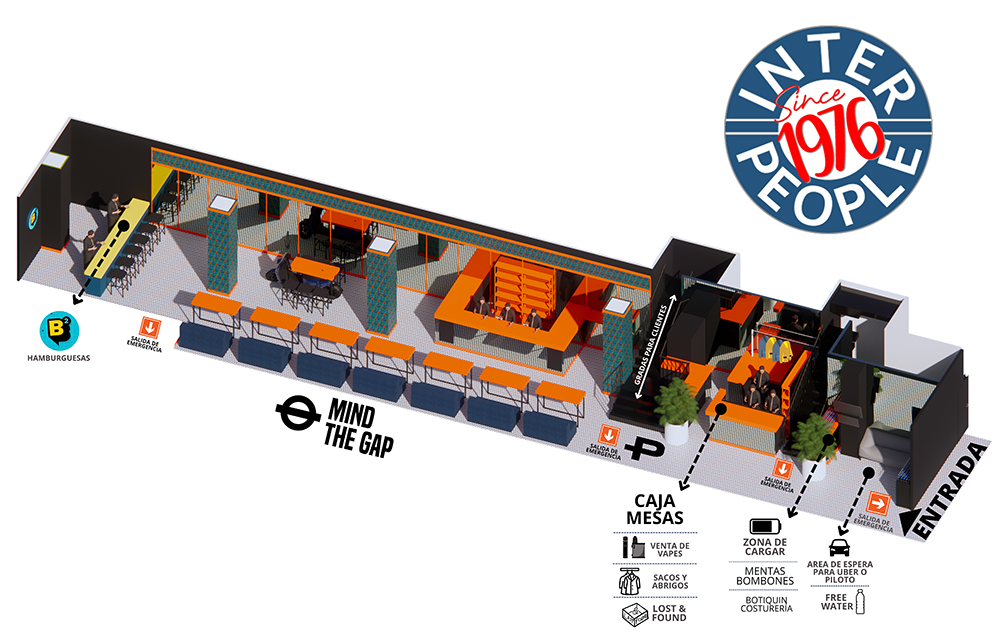 INTER
Since
1976
PEOPLE
B²
HAMBURGUESAS
SALIDA DE
EMERGENCIA
MIND
THE GAP
GRADAS PARA CLIENTES
SALIDA DE
EMERGENCIA
P
CAJA
MESAS
VENTA DE
VAPES
SACOS Y
ABRIGOS
LOST &
FOUND
SALIDA DE
EMERGENCIA
ZONA DE
CARGAR
MENTAS
BOMBONES
BOTIQUIN
COSTURERÍA
AREA DE ESPERA
PARA UBER O
PILOTO
FREE
WATER
SALIDA DE
EMERGENCIA
ENTRADA